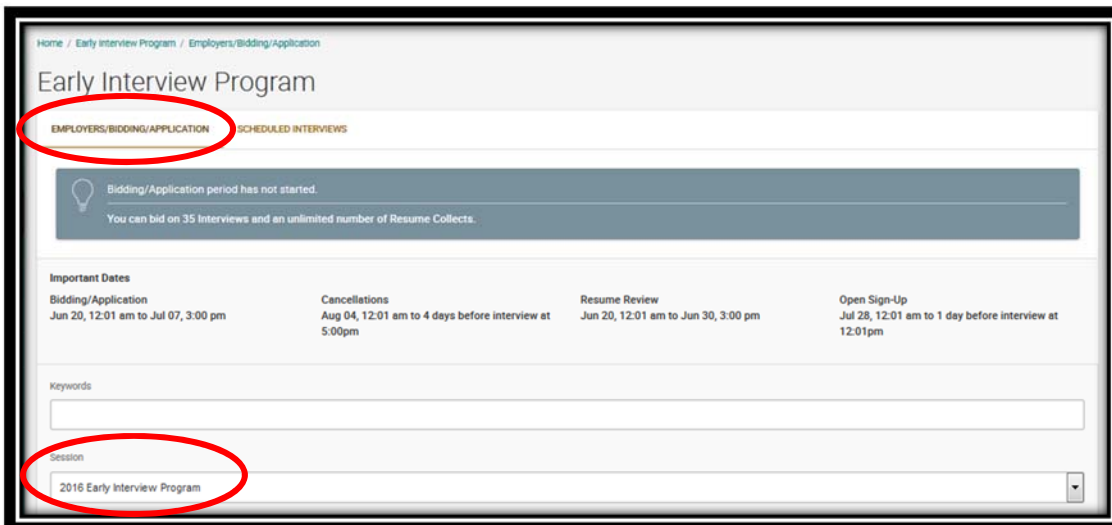 Home / Early Interview Program / Employers/Bidding/Application
Early Interview Program
EMPLOYERS/BIDDING/APPLICATION
SCHEDULED INTERVIEWS
Bidding/Application period has not started.
You can bid on 35 Interviews and an unlimited number of Resume Collects.
Important Dates
Bidding/Application
Jun 20, 12:01 am to Jul 07, 3:00 pm
Cancellations
Aug 04, 12:01 am to 4 days before interview at
5:00pm
Resume Review
Jun 20, 12:01 am to Jun 30, 3:00 pm
Open Sign-Up
Jul 28, 12:01 am to 1 day before interview at
12:01pm
Keywords
Session
2016 Early Interview Program